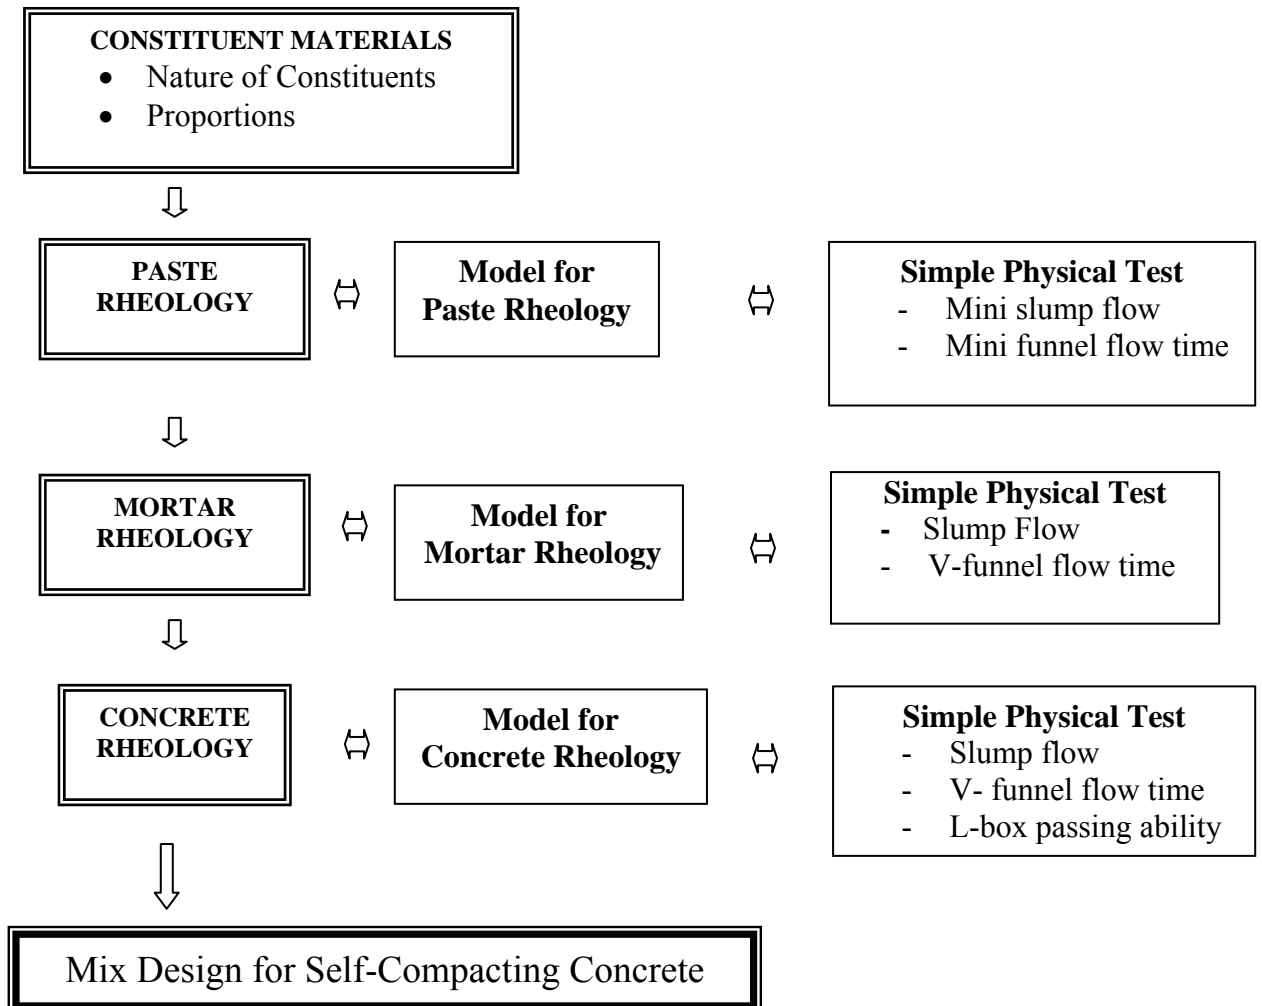 CONSTITUENT MATERIALS
• Nature of Constituents
• Proportions
PASTE
RHEOLOGY
Model for
Paste Rheology
Simple Physical Test
- Mini slump flow
- Mini funnel flow time
MORTAR
RHEOLOGY
Model for
Mortar Rheology
Simple Physical Test
- Slump Flow
- V-funnel flow time
CONCRETE
RHEOLOGY
Model for
Concrete Rheology
Simple Physical Test
- Slump flow
- V- funnel flow time
- L-box passing ability
Mix Design for Self-Compacting Concrete